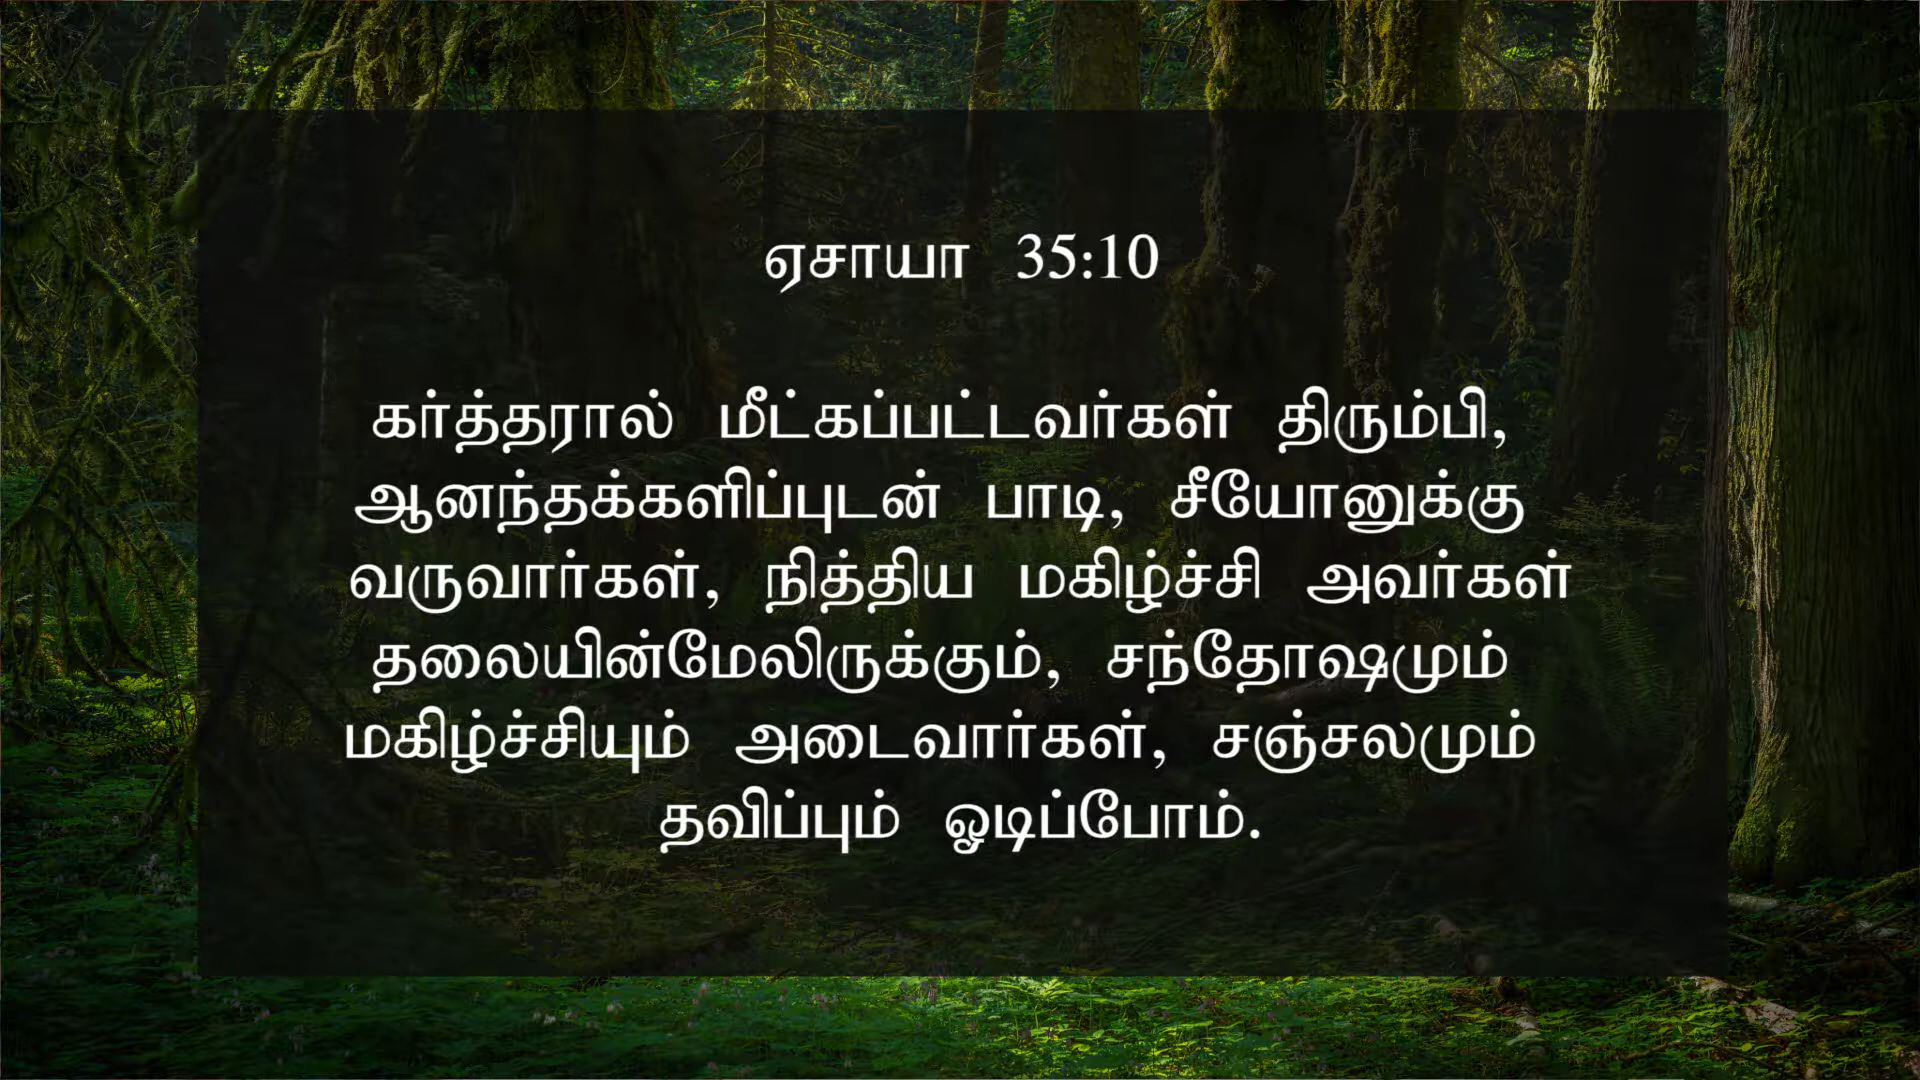 ஏசாயா 35:10
கர்த்தரால் மீட்கப்பட்டவர்கள் திரும்பி,
ஆனந்தக்களிப்புடன் பாடி, சீயோனுக்கு
வருவார்கள், நித்திய மகிழ்ச்சி அவர்கள்
தலையின்மேலிருக்கும், சந்தோஷமும்
மகிழ்ச்சியும் அடைவார்கள், சஞ்சலமும்
தவிப்பும் ஓடிப்போம்.